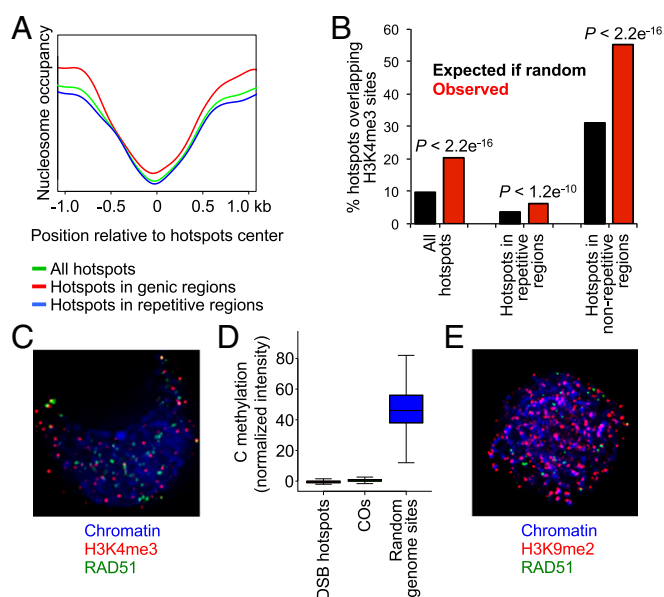 A
Nucleosome occupancy
-1.0 -0.5 0 0.5 1.0 kb
Position relative to hotspots center
All hotspots
Hotspots in genic regions
Hotspots in repetitive regions
B
% hotspots overlapping
H3K4me3 sites
60
50
40
30
20
10
0
Expected if random
Observed
P < 2.2e-16
P < 1.2e-10
P < 2.2e-16
All
hotspots
Hotspots in
repetitive
regions
Hotspots in
non-repetitive
regions
C
Chromatin
H3K4me3
RAD51
D
C methylation
(normalized intensity)
80
60
40
20
0
DSB hotspots
COs
Random
genome sites
E
Chromatin
H3K9me2
RAD51